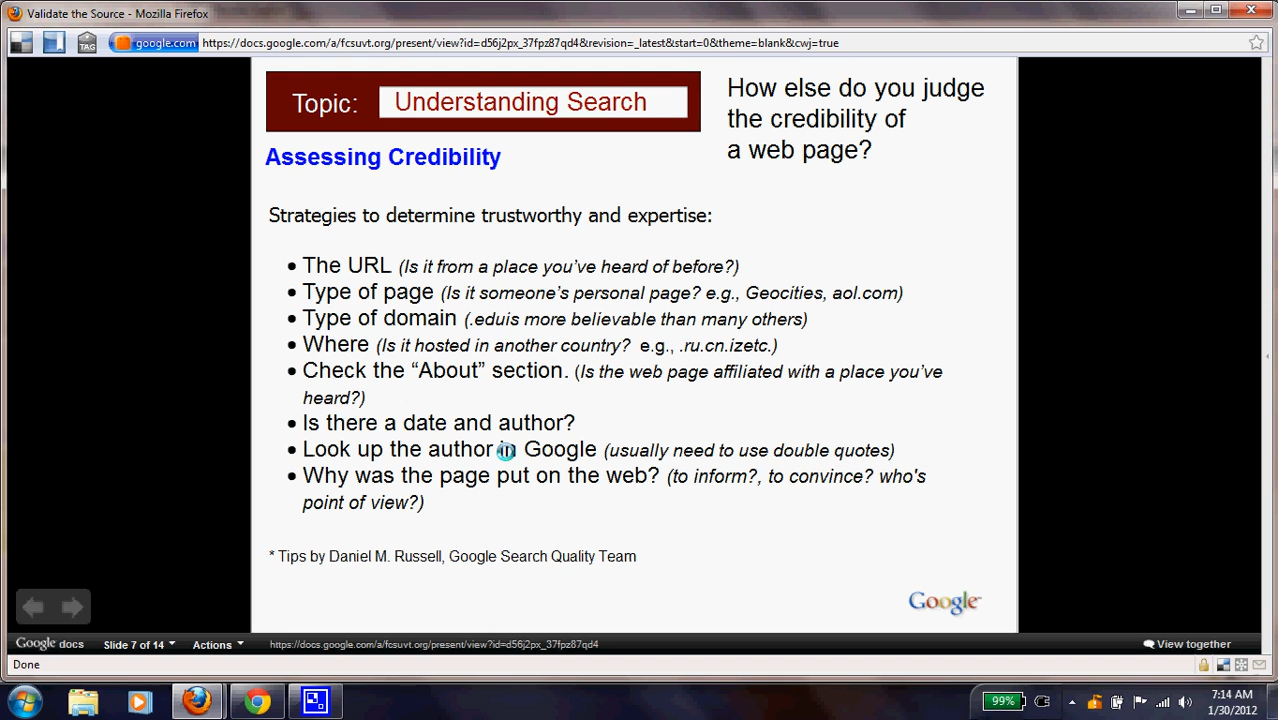 Validate the Source - Mozilla Firefox
TAG
google.com
https://docs.google.com/a/fcsuvt.org/present/view?id=d56j2px_37fpz87qd4&revision=_latest&start=0&theme=blank&cwj=true
Topic:
Understanding Search
How else do you judge
the credibility of
a web page?
Assessing Credibility
Strategies to determine trustworthy and expertise:
• The URL (Is it from a place you’ve heard of before?)
• Type of page (Is it someone’s personal page? e.g., Geocities, aol.com)
• Type of domain (.eduis more believable than many others)
• Where (Is it hosted in another country?  e.g., .ru.cn.izetc.)
• Check the “About” section. (Is the web page affiliated with a place you’ve
heard?)
• Is there a date and author?
• Look up the author in Google (usually need to use double quotes)
• Why was the page put on the web? (to inform?, to convince? who's
point of view?)
* Tips by Daniel M. Russell, Google Search Quality Team
Google™
Google docs
Slide 7 of 14
Actions
https://docs.google.com/a/fcsuvt.org/present/view?id=d56j2px_37fpz87qd4
View together
Done
99%
7:14 AM
1/30/2012